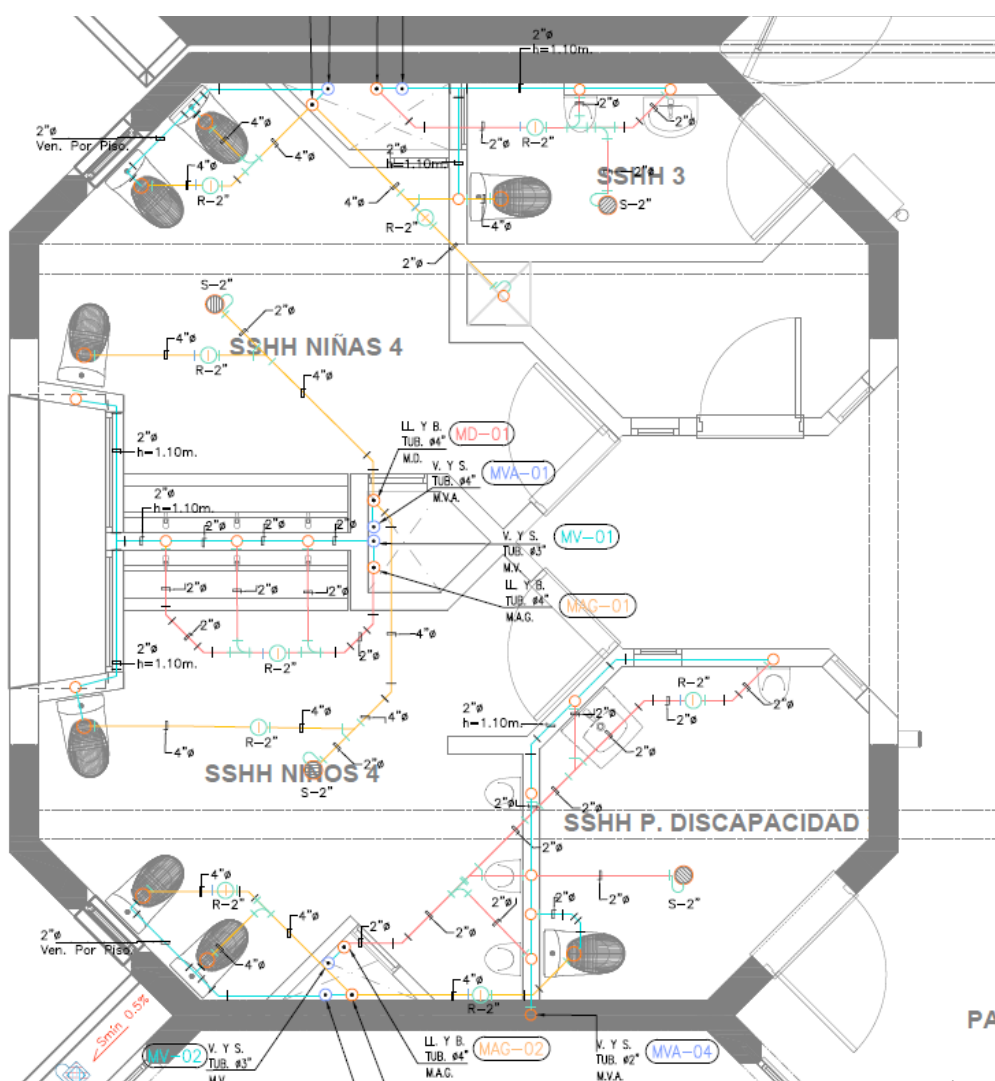 2"ø
h=1.10m.
2"ø
Ven. Por Piso.
4"ø
4"ø
4"ø
R-2"
2"ø
h=1.10m.
4"ø
R-2"
2"ø
2"ø
R-2"
2"ø
2"ø
2"ø
SSHH 3
S-2"
4"ø
2"ø
S-2"
2"ø
SSHH NIÑAS 4
4"ø
R-2"
4"ø
LL. Y B.
TUB. ø4"
M.D.
MD-01
V. Y S.
TUB. ø4"
M.V.A.
MVA-01
V. Y S.
TUB. ø3"
M.V.
MV-01
LL. Y B.
TUB. ø4"
M.A.G.
MAG-01
2"ø
h=1.10m.
2"ø
h=1.10m.
2"ø
2"ø
2"ø
2"ø
2"ø
2"ø
2"ø
R-2"
2"ø
4"ø
2"ø
h=1.10m.
4"ø
4"ø
R-2"
4"ø
2"ø
SSHH NIÑOS 4
S-2"
2"ø
h=1.10m.
2"ø
2"ø
R-2"
2"ø
2"ø
2"ø
2"ø
SSHH P. DISCAPACIDAD
2"ø
2"ø
S-2"
4"ø
R-2"
4"ø
4"ø
2"ø
Ven. Por Piso.
2"ø
2"ø
2"ø
2"ø
4"ø
R-2"
Smín 0.5%
MV-02
V. Y S.
TUB. ø3"
M.V.
LL. Y B.
TUB. ø4"
M.A.G.
MAG-02
V. Y S.
TUB. ø2"
M.V.A.
MVA-04
PA